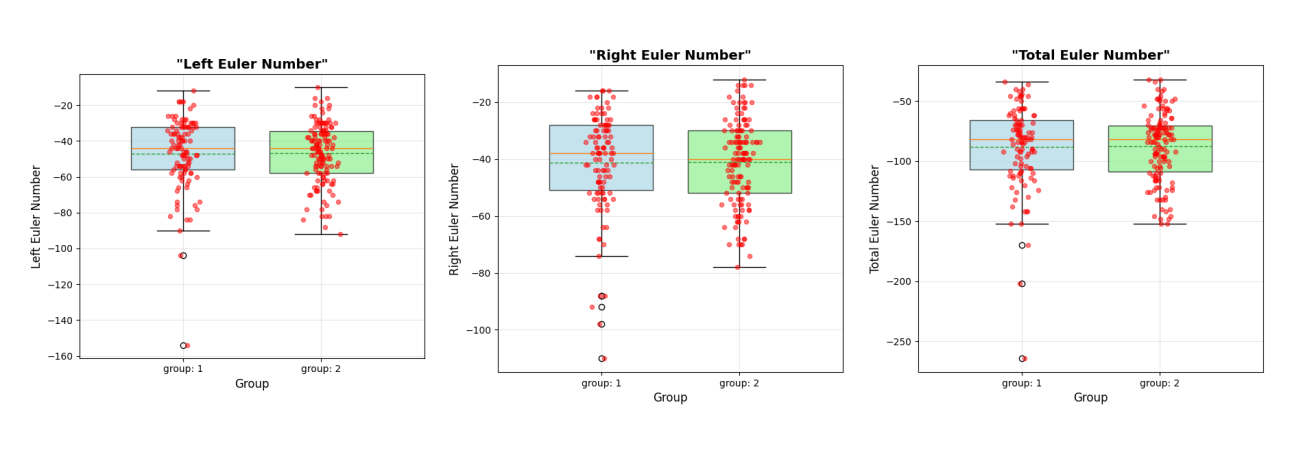 "Left Euler Number"
Left Euler Number
−20
−40
−60
−80
−100
−120
−140
−160
group: 1
group: 2
Group
"Right Euler Number"
Right Euler Number
−20
−40
−60
−80
−100
group: 1
group: 2
Group
"Total Euler Number"
Total Euler Number
−50
−100
−150
−200
−250
group: 1
group: 2
Group